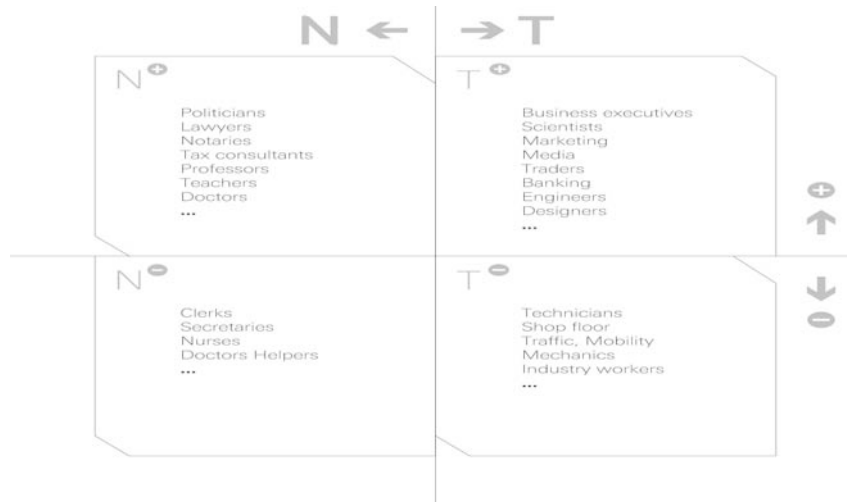 N ← → T
N⊕
Politicians
Lawyers
Notaries
Tax consultants
Professors
Teachers
Doctors
...
T⊕
Business executives
Scientists
Marketing
Media
Traders
Banking
Engineers
Designers
...
N⊖
Clerks
Secretaries
Nurses
Doctors Helpers
...
T⊖
Technicians
Shop floor
Traffic, Mobility
Mechanics
Industry workers
...
⊕
↑
↓
⊖